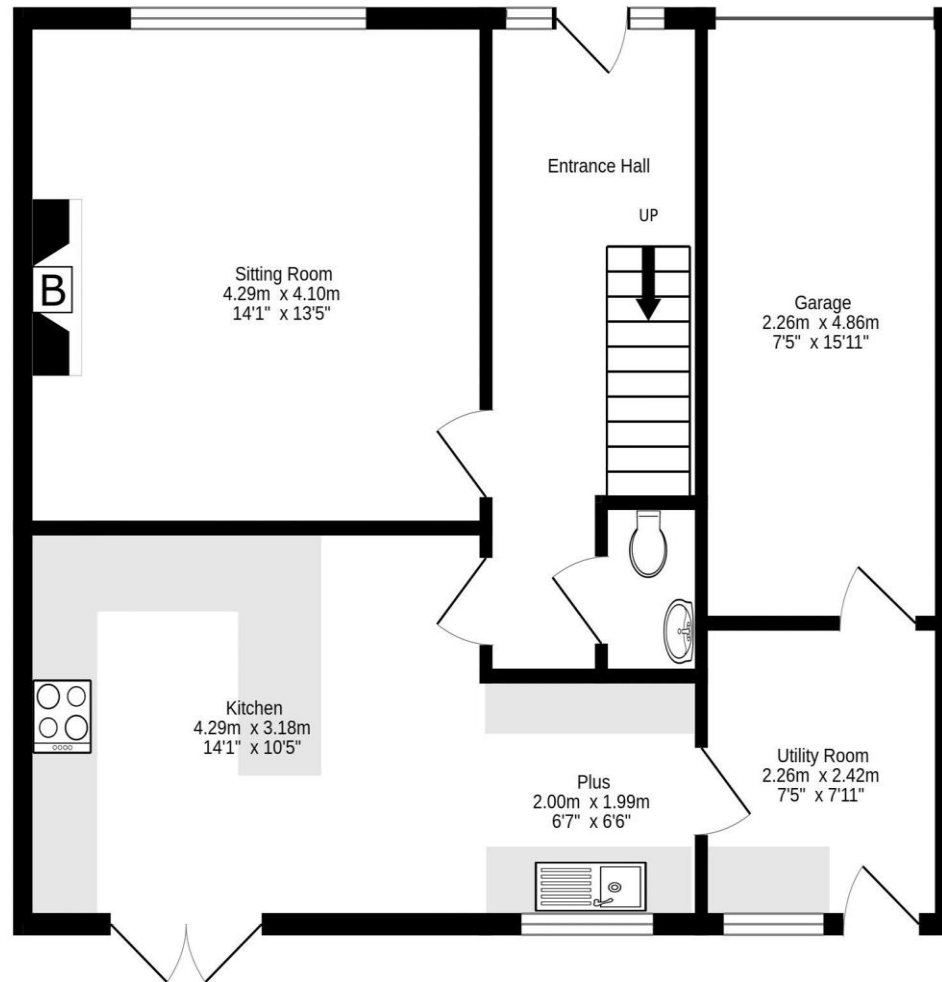 Entrance Hall
UP
Sitting Room
4.29m x 4.10m
14'1" x 13'5"
B
Garage
2.26m x 4.86m
7'5" x 15'11"
Kitchen
4.29m x 3.18m
14'1" x 10'5"
Plus
2.00m x 1.99m
6'7" x 6'6"
Utility Room
2.26m x 2.42m
7'5" x 7'11"